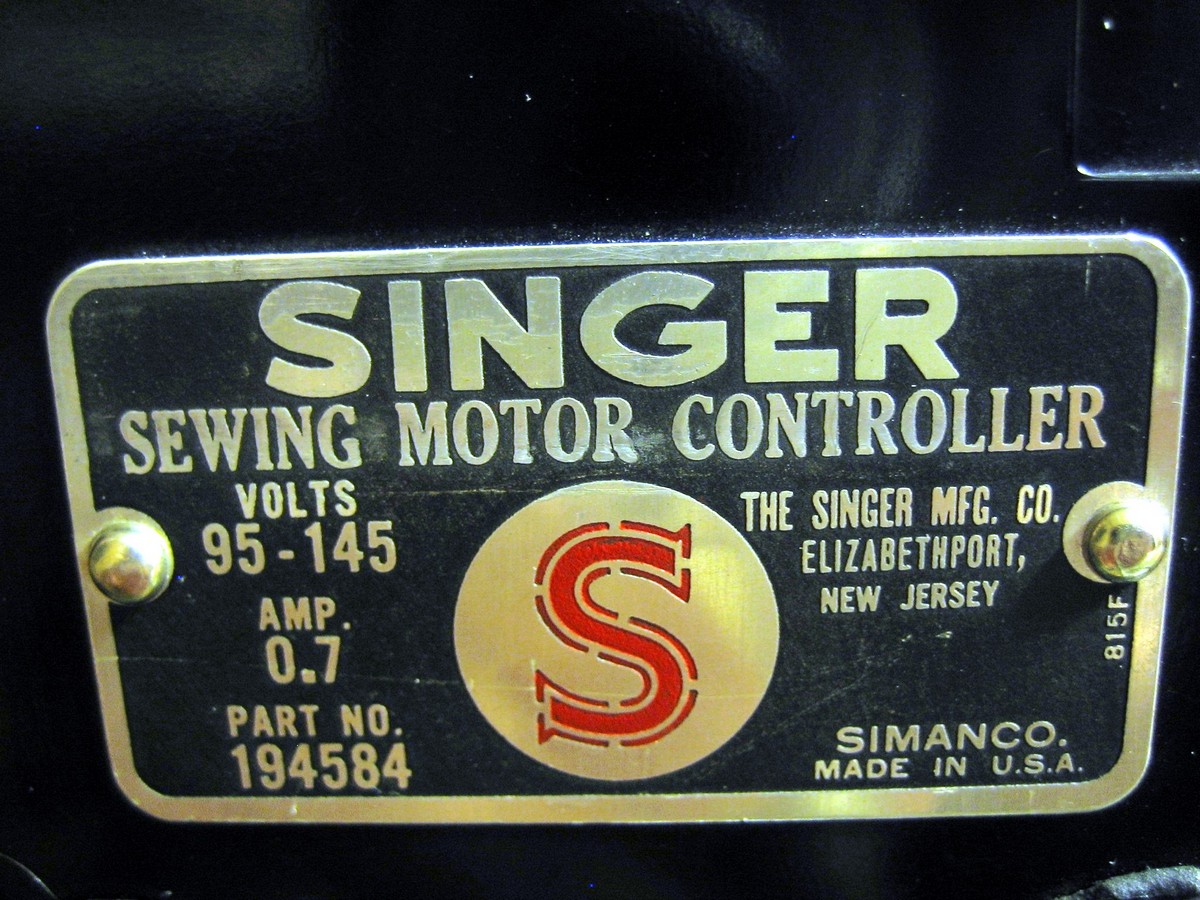 SINGER
SEWING MOTOR CONTROLLER
VOLTS
95-145
AMP.
0.7
PART NO.
194584
S
THE SINGER MFG. CO.
ELIZABETHPORT,
NEW JERSEY
815F
SIMANCO.
MADE IN U.S.A.